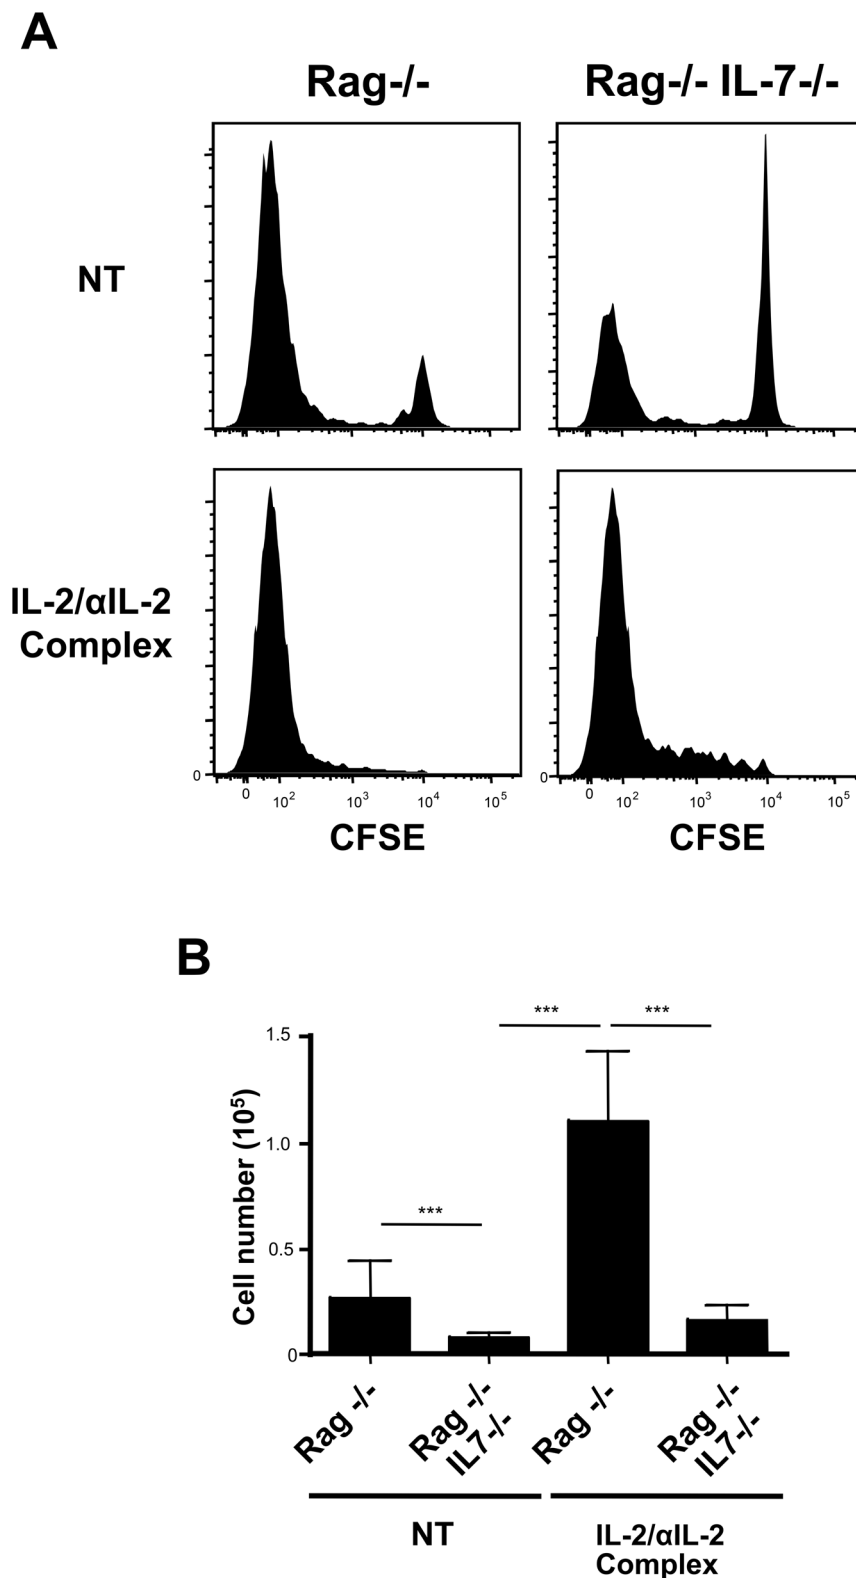 A
Rag-/-
Rag-/- IL-7-/-
NT
IL-2/αIL-2
Complex
0
0
0 10² 10³ 10⁴ 10⁵
0 10² 10³ 10⁴ 10⁵
CFSE
CFSE
B
***
***
***
Cell number (10⁵)
1.5
1.0
0.5
0
Rag -/-
Rag -/-
IL7-/-
Rag -/-
Rag -/-
IL7-/-
NT
IL-2/αIL-2
Complex